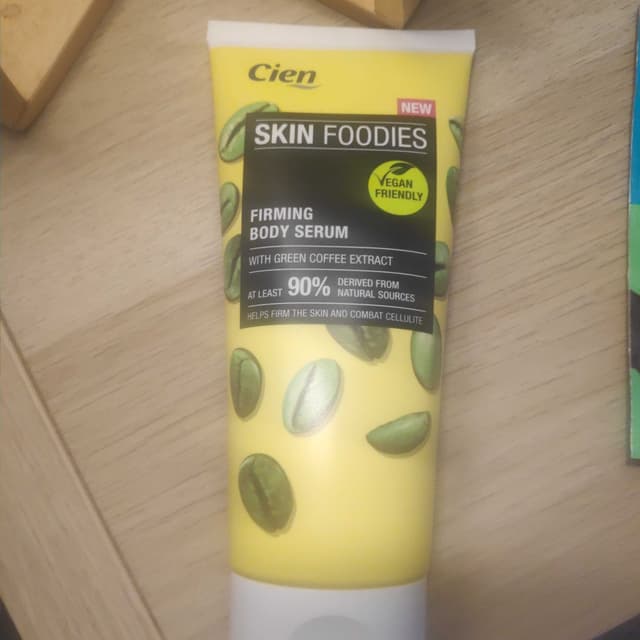 Cien
NEW
SKIN FOODIES
VEGAN
FRIENDLY
FIRMING
BODY SERUM
WITH GREEN COFFEE EXTRACT
AT LEAST 90% DERIVED FROM
NATURAL SOURCES
HELPS FIRM THE SKIN AND COMBAT CELLULITE